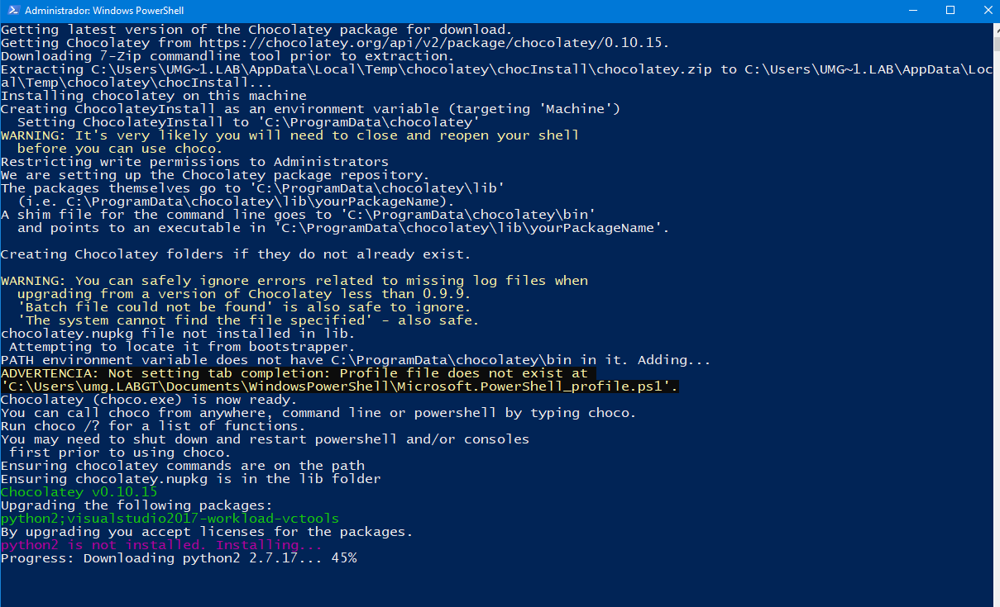 Administrador: Windows PowerShell
Getting latest version of the Chocolatey package for download.
Getting Chocolatey from https://chocolatey.org/api/v2/package/chocolatey/0.10.15.
Downloading 7-Zip commandline tool prior to extraction.
Extracting C:\Users\UMG~1.LAB\AppData\Local\Temp\chocolatey\chocInstall\chocolatey.zip to C:\Users\UMG~1.LAB\AppData\Loc
al\Temp\chocolatey\chocInstall...
Installing chocolatey on this machine
Creating ChocolateyInstall as an environment variable (targeting 'Machine')
  Setting ChocolateyInstall to 'C:\ProgramData\chocolatey'
WARNING: It's very likely you will need to close and reopen your shell
  before you can use choco.
Restricting write permissions to Administrators
We are setting up the Chocolatey package repository.
The packages themselves go to 'C:\ProgramData\chocolatey\lib'
  (i.e. C:\ProgramData\chocolatey\lib\yourPackageName).
A shim file for the command line goes to 'C:\ProgramData\chocolatey\bin'
  and points to an executable in 'C:\ProgramData\chocolatey\lib\yourPackageName'.
Creating Chocolatey folders if they do not already exist.
WARNING: You can safely ignore errors related to missing log files when
  upgrading from a version of Chocolatey less than 0.9.9.
  'Batch file could not be found' is also safe to ignore.
  'The system cannot find the file specified' - also safe.
chocolatey.nupkg file not installed in lib.
 Attempting to locate it from bootstrapper.
PATH environment variable does not have C:\ProgramData\chocolatey\bin in it. Adding...
ADVERTENCIA: Not setting tab completion: Profile file does not exist at
'C:\Users\umg.LABGT\Documents\WindowsPowerShell\Microsoft.PowerShell_profile.ps1'.
Chocolatey (choco.exe) is now ready.
You can call choco from anywhere, command line or powershell by typing choco.
Run choco /? for a list of functions.
You may need to shut down and restart powershell and/or consoles
 first prior to using choco.
Ensuring chocolatey commands are on the path
Ensuring chocolatey.nupkg is in the lib folder
Chocolatey v0.10.15
Upgrading the following packages:
python2;visualstudio2017-workload-vctools
By upgrading you accept licenses for the packages.
python2 is not installed. Installing...
Progress: Downloading python2 2.7.17... 45%